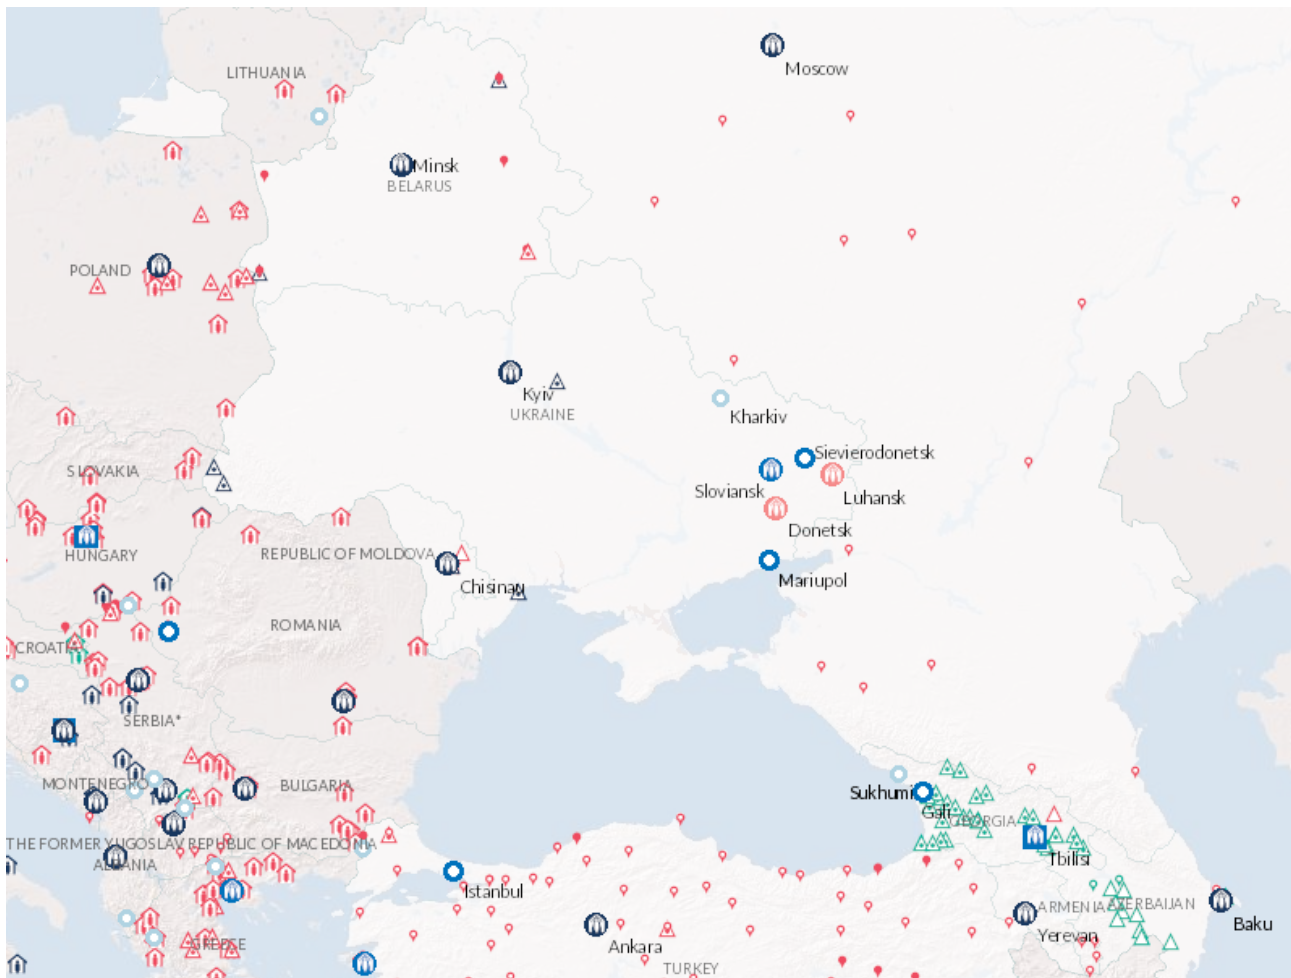 Moscow
LITHUANIA
Minsk
BELARUS
POLAND
Kyiv
UKRAINE
Kharkiv
Sievierodonetsk
SLOVAKIA
Sloviansk
Luhansk
Donetsk
HUNGARY
REPUBLIC OF MOLDOVA
Chisinau
Mariupol
ROMANIA
CROATIA
SERBIA*
MONTENEGRO
BULGARIA
Sukhumi
Gali
GEORGIA
THE FORMER YUGOSLAV REPUBLIC OF MACEDONIA
ALBANIA
Tbilisi
Istanbul
ARMENIA
AZERBAIJAN
Baku
Yerevan
GREECE
Ankara
TURKEY